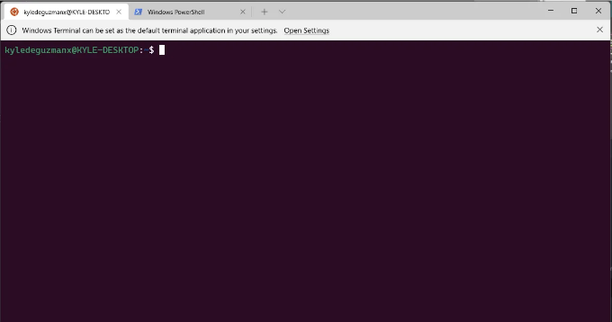 kyledeguzmanx@KYLE-DESKTO
Windows PowerShell
Windows Terminal can be set as the default terminal application in your settings. Open Settings
kyledeguzmanx@KYLE-DESKTOP:~$